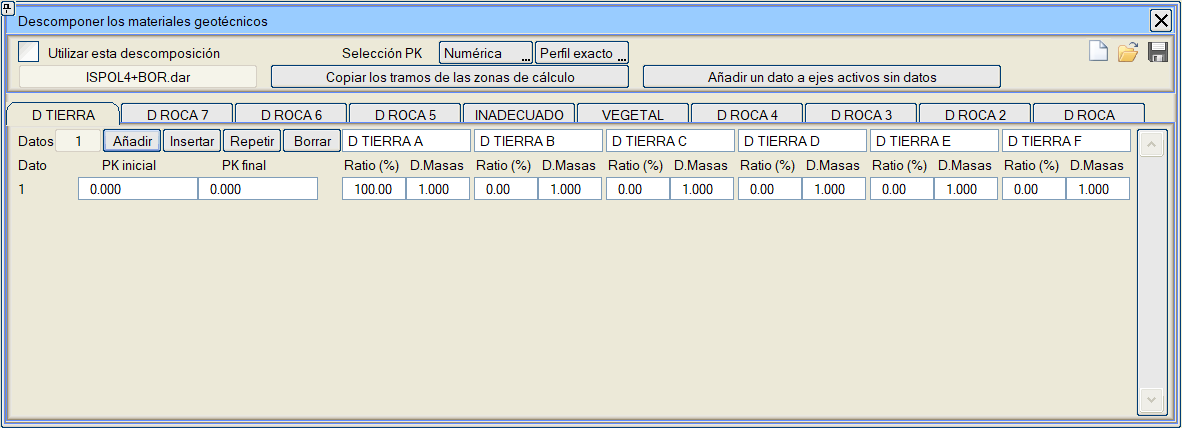 Descomponer los materiales geotécnicos
Utilizar esta descomposición Selección PK Numérica ... Perfil exacto ...
ISPOL4+BOR.dar Copiar los tramos de las zonas de cálculo Añadir un dato a ejes activos sin datos
D TIERRA D ROCA 7 D ROCA 6 D ROCA 5 INADECUADO VEGETAL D ROCA 4 D ROCA 3 D ROCA 2 D ROCA
Datos 1 Añadir Insertar Repetir Borrar D TIERRA A D TIERRA B D TIERRA C D TIERRA D D TIERRA E D TIERRA F
Dato PK inicial PK final Ratio (%) D.Masas Ratio (%) D.Masas Ratio (%) D.Masas Ratio (%) D.Masas Ratio (%) D.Masas Ratio (%) D.Masas
1 0.000 0.000 100.00 1.000 0.00 1.000 0.00 1.000 0.00 1.000 0.00 1.000 0.00 1.000